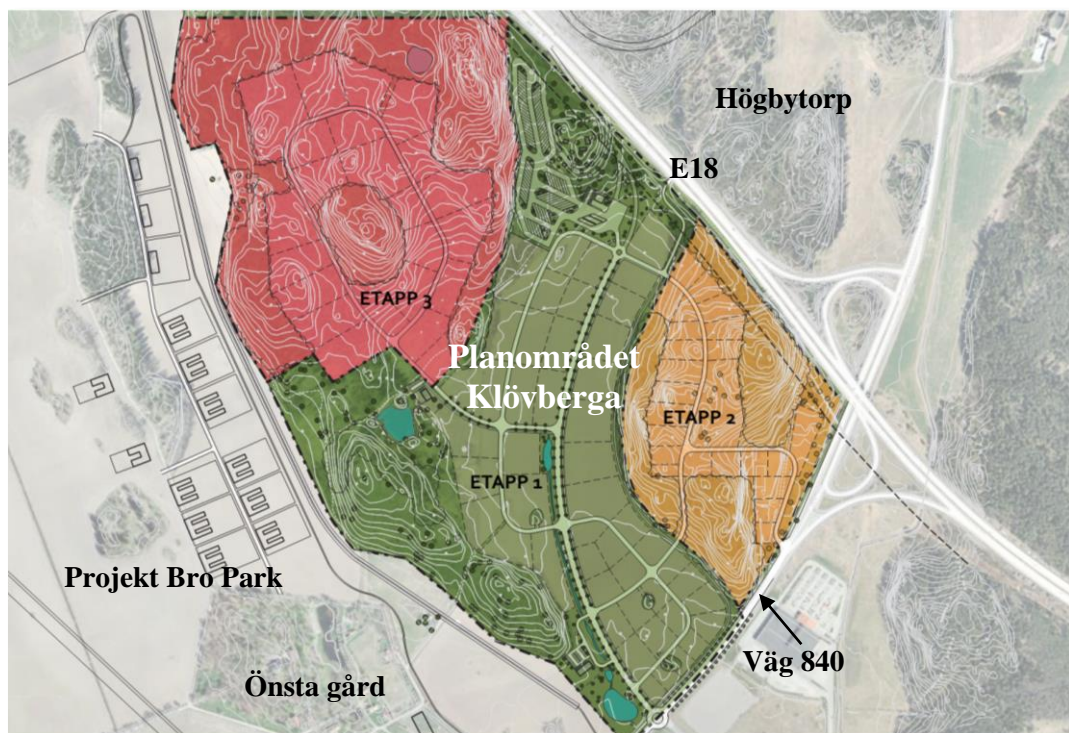 Högbytorp
E18
ETAPP 3
Planområdet
Klövberga
ETAPP 2
ETAPP 1
Projekt Bro Park
Väg 840
Önsta gård